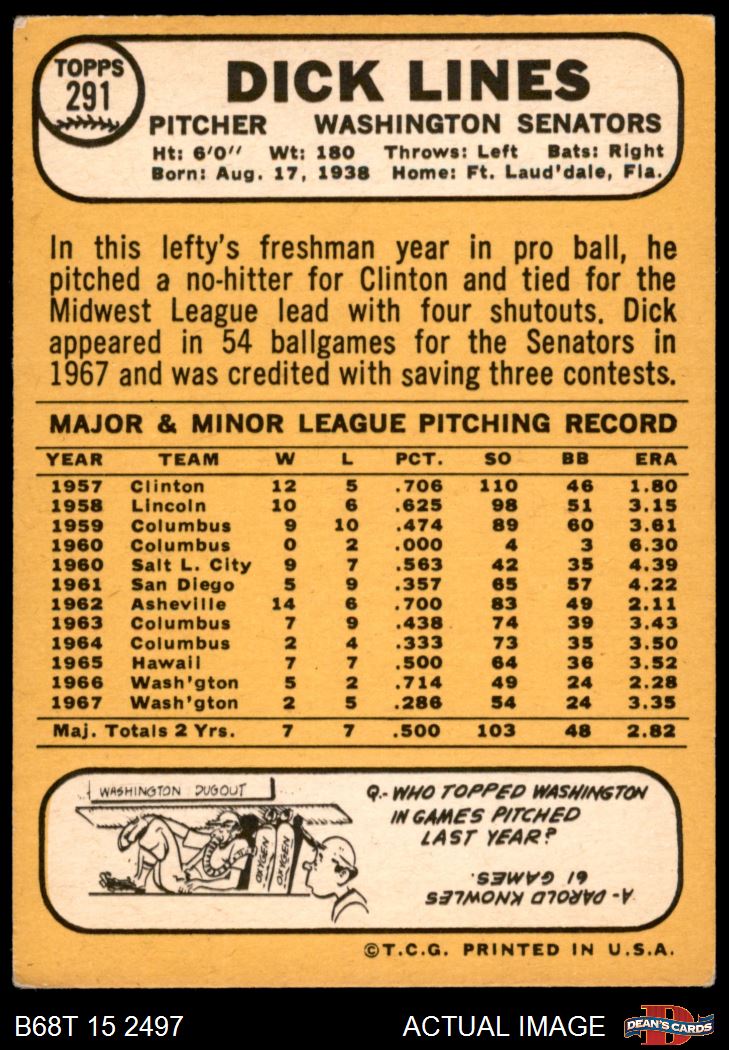 TOPPS
291
DICK LINES
PITCHER WASHINGTON SENATORS
Ht: 6'0" Wt: 180 Throws: Left Bats: Right
Born: Aug. 17, 1938 Home: Ft. Laud'dale, Fla.
In this lefty's freshman year in pro ball, he
pitched a no-hitter for Clinton and tied for the
Midwest League lead with four shutouts. Dick
appeared in 54 ballgames for the Senators in
1967 and was credited with saving three contests.
MAJOR & MINOR LEAGUE PITCHING RECORD
YEAR TEAM W L PCT. SO BB ERA
1957 Clinton 12 5 .706 110 46 1.80
1958 Lincoln 10 6 .625 98 51 3.15
1959 Columbus 9 10 .474 89 60 3.61
1960 Columbus 0 2 .000 4 3 6.30
1960 Salt L. City 9 7 .563 42 35 4.39
1961 San Diego 5 9 .357 65 57 4.22
1962 Asheville 14 6 .700 83 49 2.11
1963 Columbus 7 9 .438 74 39 3.43
1964 Columbus 2 4 .333 73 35 3.50
1965 Hawaii 7 7 .500 64 36 3.52
1966 Wash'gton 5 2 .714 49 24 2.28
1967 Wash'gton 2 5 .286 54 24 3.35
Maj. Totals 2 Yrs. 7 7 .500 103 48 2.82
WASHINGTON DUGOUT
OXYGEN
OXYGEN
Q.- WHO TOPPED WASHINGTON
IN GAMES PITCHED
LAST YEAR?
A- DAROLD KNOWLES
61 GAMES.
©T.C.G. PRINTED IN U.S.A.
B68T 15 2497 ACTUAL IMAGE
D
DEAN'S CARDS